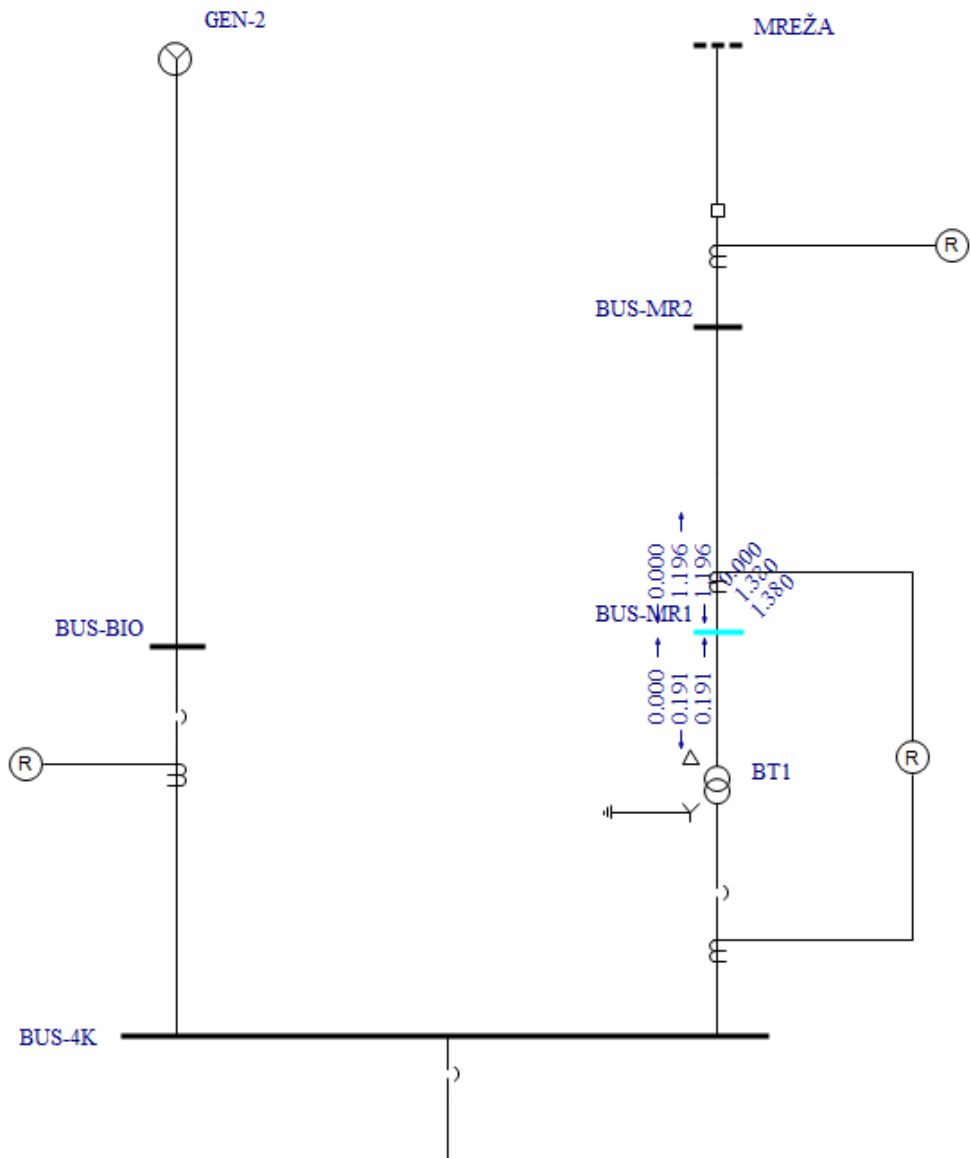 GEN-2
MREŽA
R
BUS-MR2
0.000
1.196
1.196
0.000
1.380
1.380
BUS-MR1
BUS-BIO
0.000
0.191
0.191
R
BT1
R
BUS-4K